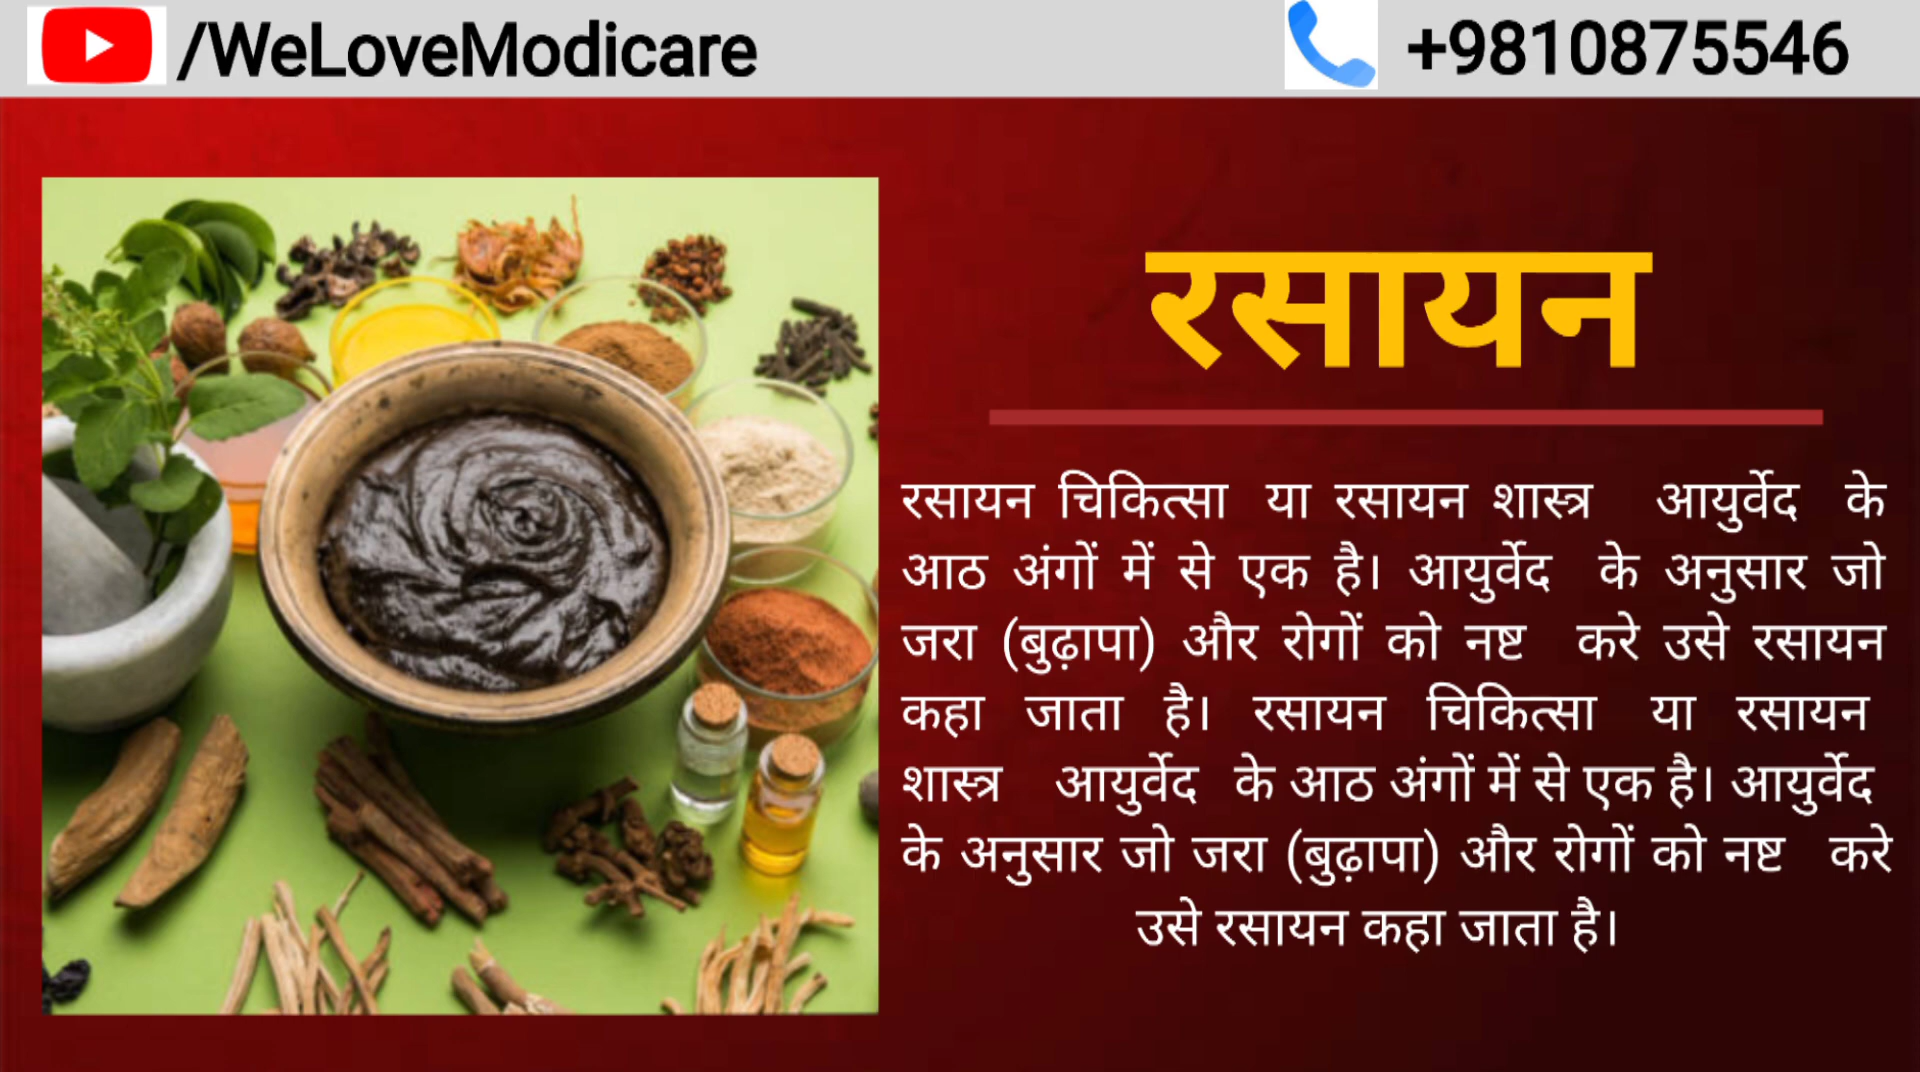 /WeLoveModicare
+9810875546
रसायन
रसायन चिकित्सा या रसायन शास्त्र आयुर्वेद के
आठ अंगों में से एक है। आयुर्वेद के अनुसार जो
जरा (बुढ़ापा) और रोगों को नष्ट करे उसे रसायन
कहा जाता है। रसायन चिकित्सा या रसायन
शास्त्र आयुर्वेद के आठ अंगों में से एक है। आयुर्वेद
के अनुसार जो जरा (बुढ़ापा) और रोगों को नष्ट करे
उसे रसायन कहा जाता है।